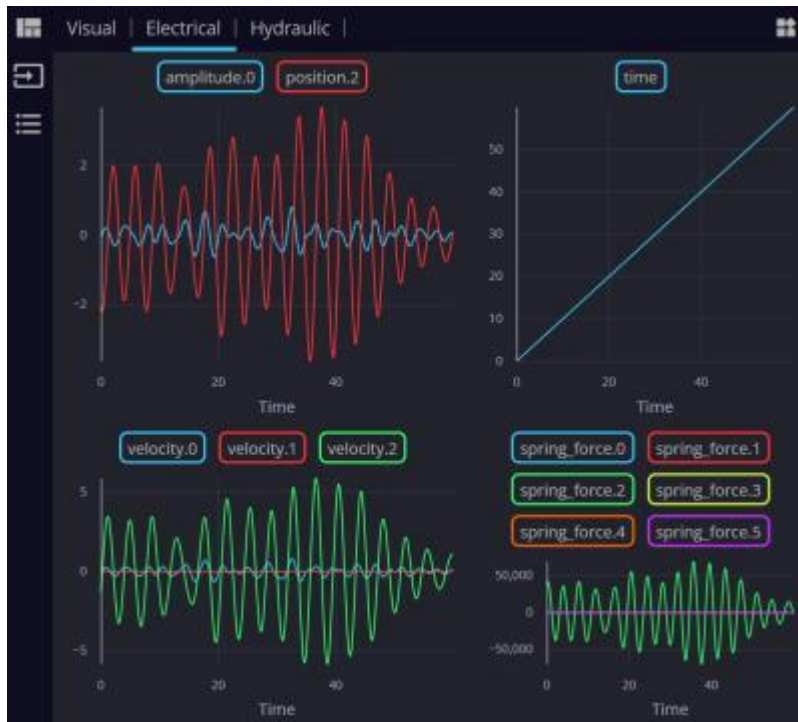 Visual | Electrical | Hydraulic |
amplitude.0 position.2
2
0
−2
0 20 40
Time
time
50
40
30
20
10
0
0 20 40
Time
velocity.0 velocity.1 velocity.2
5
0
−5
0 20 40
Time
spring_force.0 spring_force.1
spring_force.2 spring_force.3
spring_force.4 spring_force.5
50,000
0
−50,000
0 20 40
Time